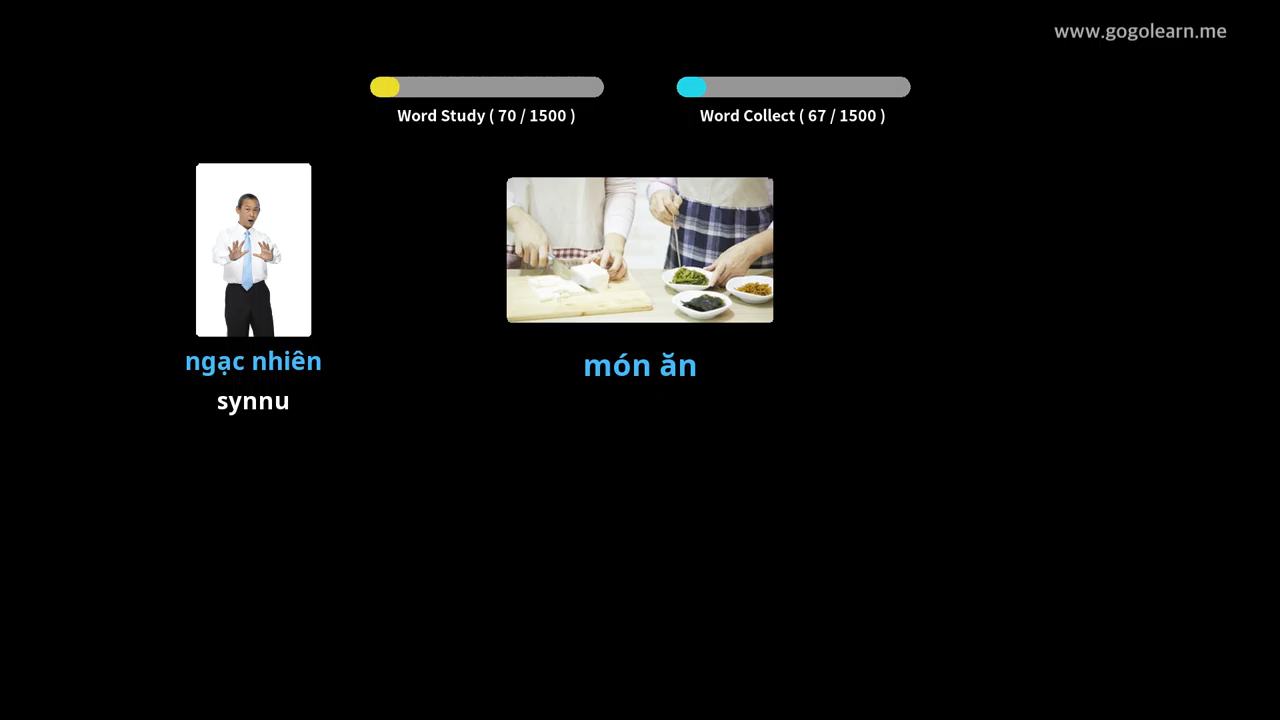 www.gogolearn.me
Word Study ( 70 / 1500 )
Word Collect ( 67 / 1500 )
ngạc nhiên
synnu
món ăn